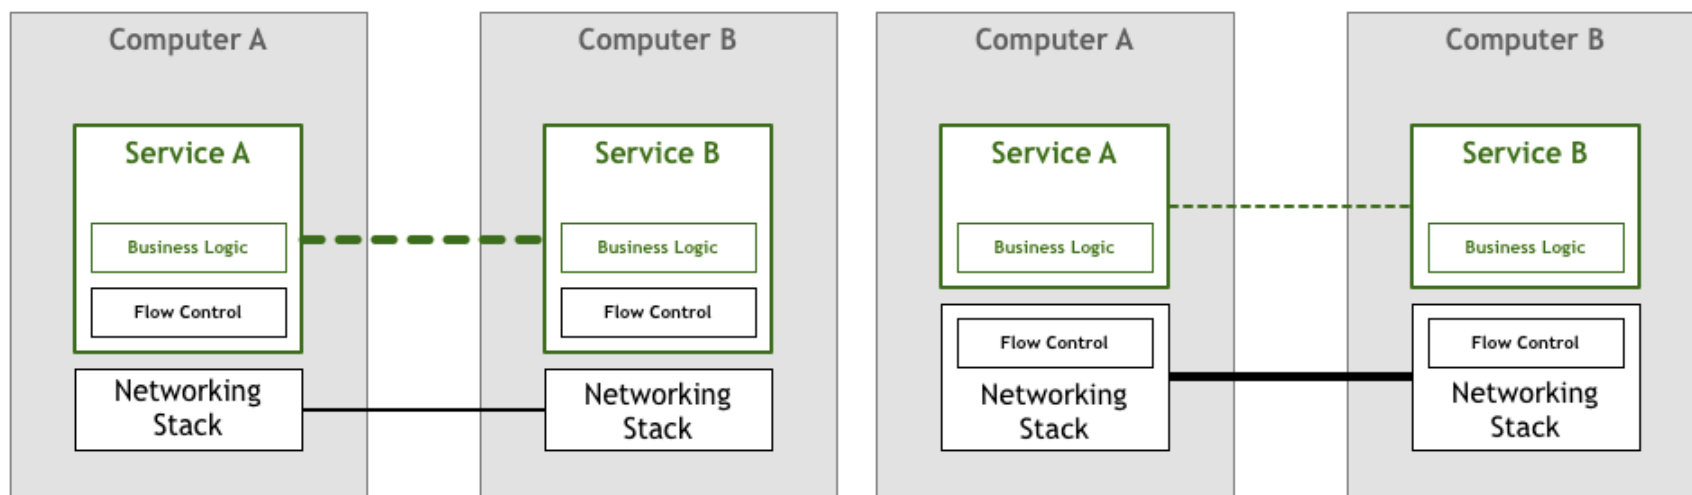 Computer A
Service A
Business Logic
Flow Control
Networking
Stack
Computer B
Service B
Business Logic
Flow Control
Networking
Stack
Computer A
Service A
Business Logic
Flow Control
Networking
Stack
Computer B
Service B
Business Logic
Flow Control
Networking
Stack